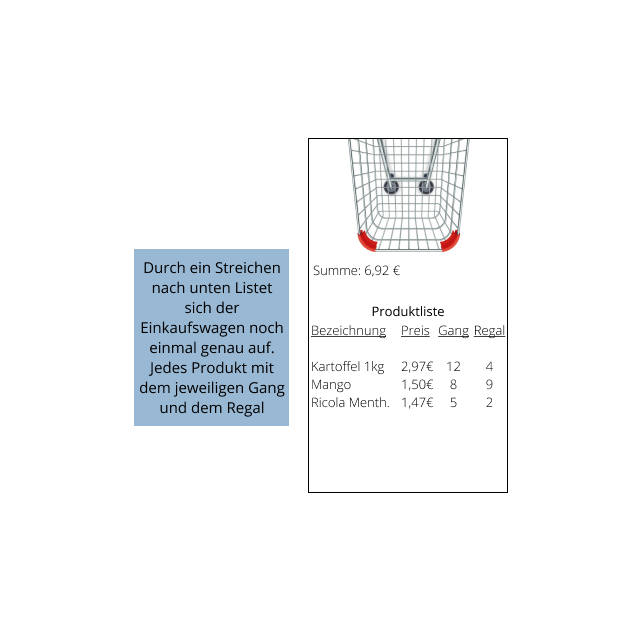 Durch ein Streichen
nach unten Listet
sich der
Einkaufswagen noch
einmal genau auf.
Jedes Produkt mit
dem jeweiligen Gang
und dem Regal
Summe: 6,92 €
Produktliste
Bezeichnung Preis Gang Regal
Kartoffel 1kg 2,97€ 12 4
Mango 1,50€ 8 9
Ricola Menth. 1,47€ 5 2